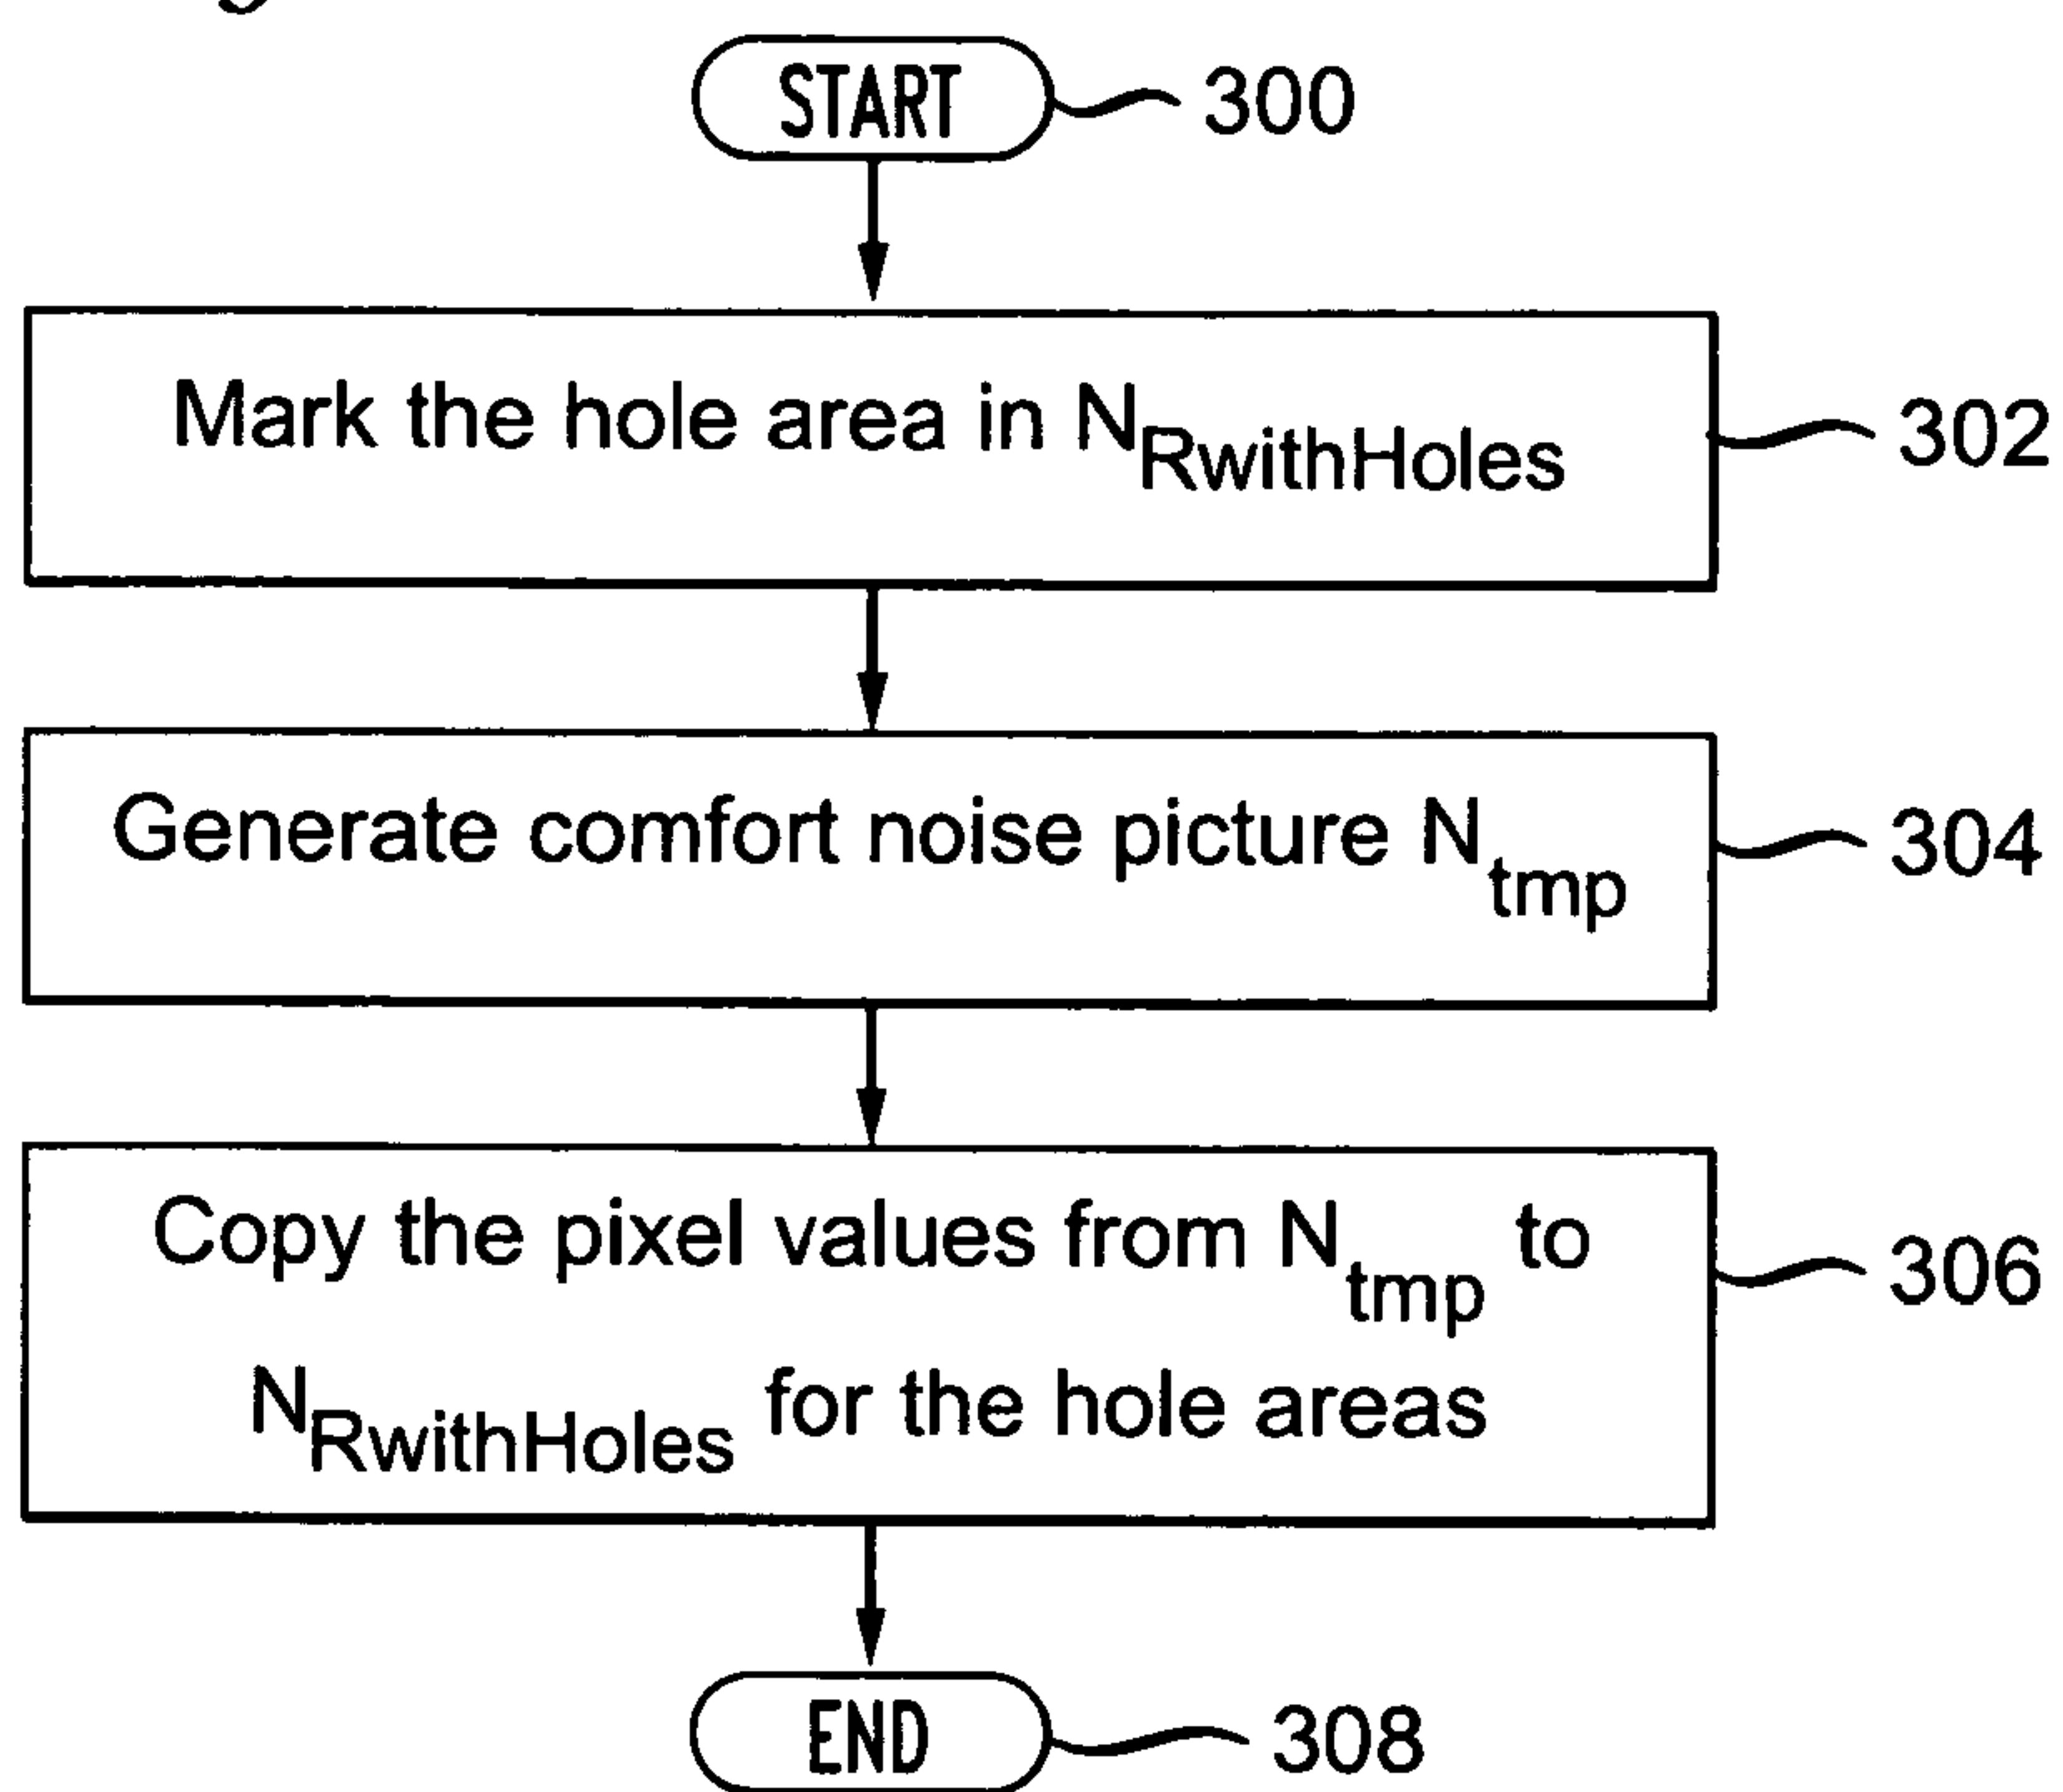 START
300
Mark the hole area in NRwithHoles
302
Generate comfort noise picture Ntmp
304
Copy the pixel values from Ntmp to
NRwithHoles for the hole areas
306
END
308